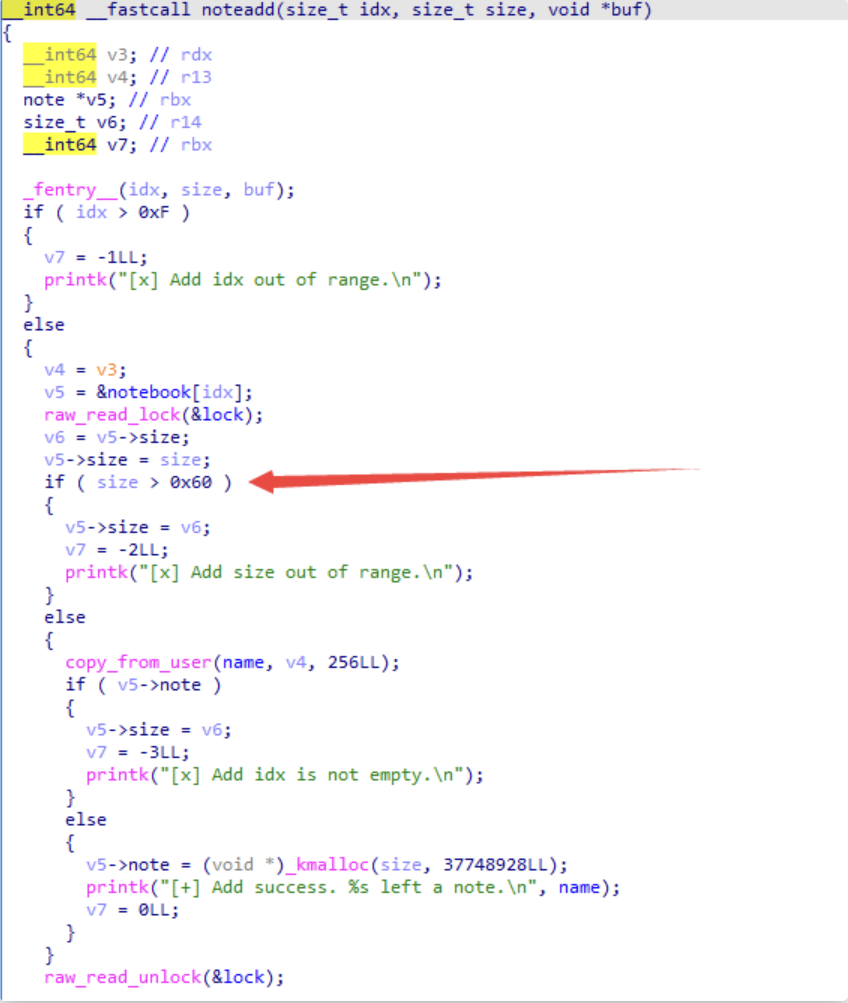 __int64 __fastcall noteadd(size_t idx, size_t size, void *buf)
{
  __int64 v3; // rdx
  __int64 v4; // r13
  note *v5; // rbx
  size_t v6; // r14
  __int64 v7; // rbx

  _fentry__(idx, size, buf);
  if ( idx > 0xF )
  {
    v7 = -1LL;
    printk("[x] Add idx out of range.\n");
  }
  else
  {
    v4 = v3;
    v5 = &notebook[idx];
    raw_read_lock(&lock);
    v6 = v5->size;
    v5->size = size;
    if ( size > 0x60 )
    {
      v5->size = v6;
      v7 = -2LL;
      printk("[x] Add size out of range.\n");
    }
    else
    {
      copy_from_user(name, v4, 256LL);
      if ( v5->note )
      {
        v5->size = v6;
        v7 = -3LL;
        printk("[x] Add idx is not empty.\n");
      }
      else
      {
        v5->note = (void *)_kmalloc(size, 37748928LL);
        printk("[+] Add success. %s left a note.\n", name);
        v7 = 0LL;
      }
    }
    raw_read_unlock(&lock);